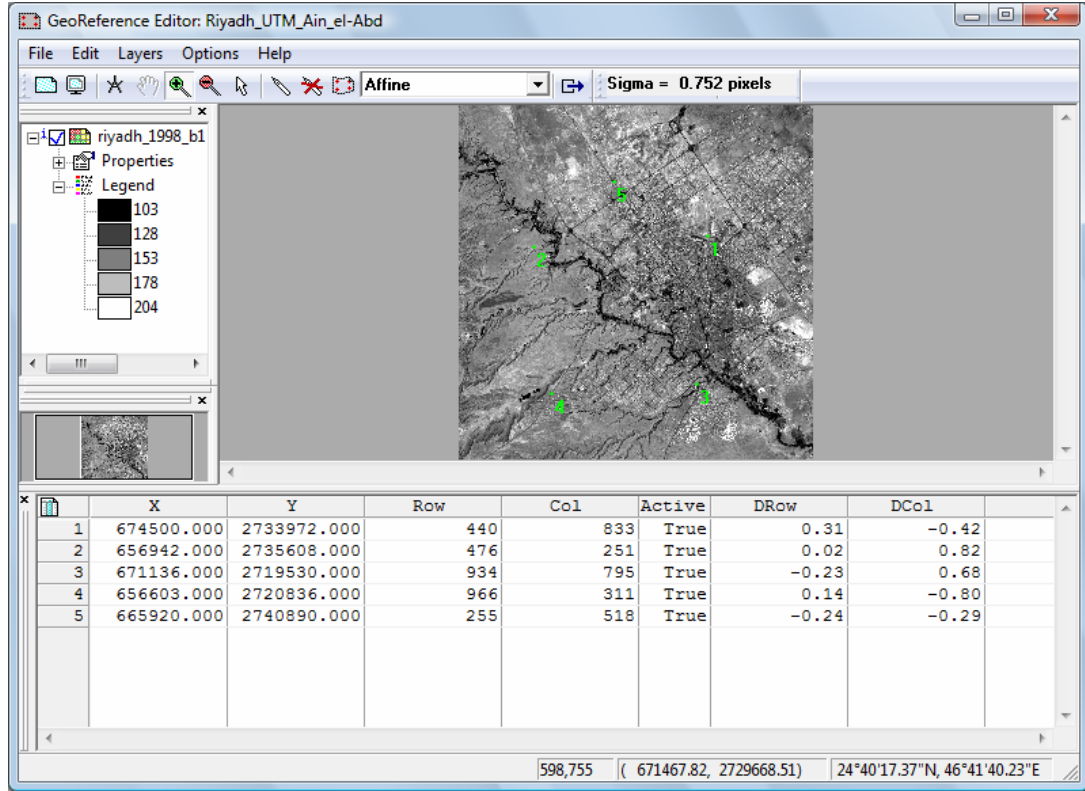 GeoReference Editor: Riyadh_UTM_Ain_el-Abd
File Edit Layers Options Help
Affine Sigma = 0.752 pixels
riyadh_1998_b1
Properties
Legend
103
128
153
178
204
5
1
2
3
4
X Y Row Col Active DRow DCol
1 674500.000 2733972.000 440 833 True 0.31 -0.42
2 656942.000 2735608.000 476 251 True 0.02 0.82
3 671136.000 2719530.000 934 795 True -0.23 0.68
4 656603.000 2720836.000 966 311 True 0.14 -0.80
5 665920.000 2740890.000 255 518 True -0.24 -0.29
598,755 ( 671467.82, 2729668.51) 24°40'17.37"N, 46°41'40.23"E